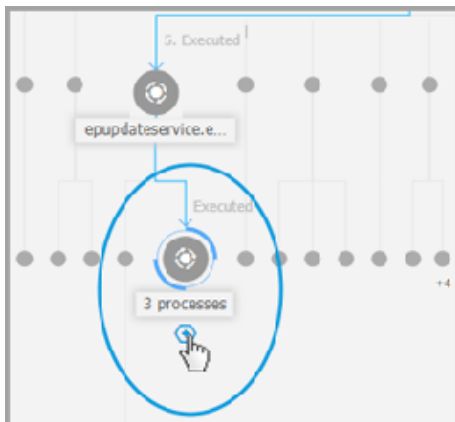 5. Executed
epupdateservice.e...
Executed
3 processes
+4